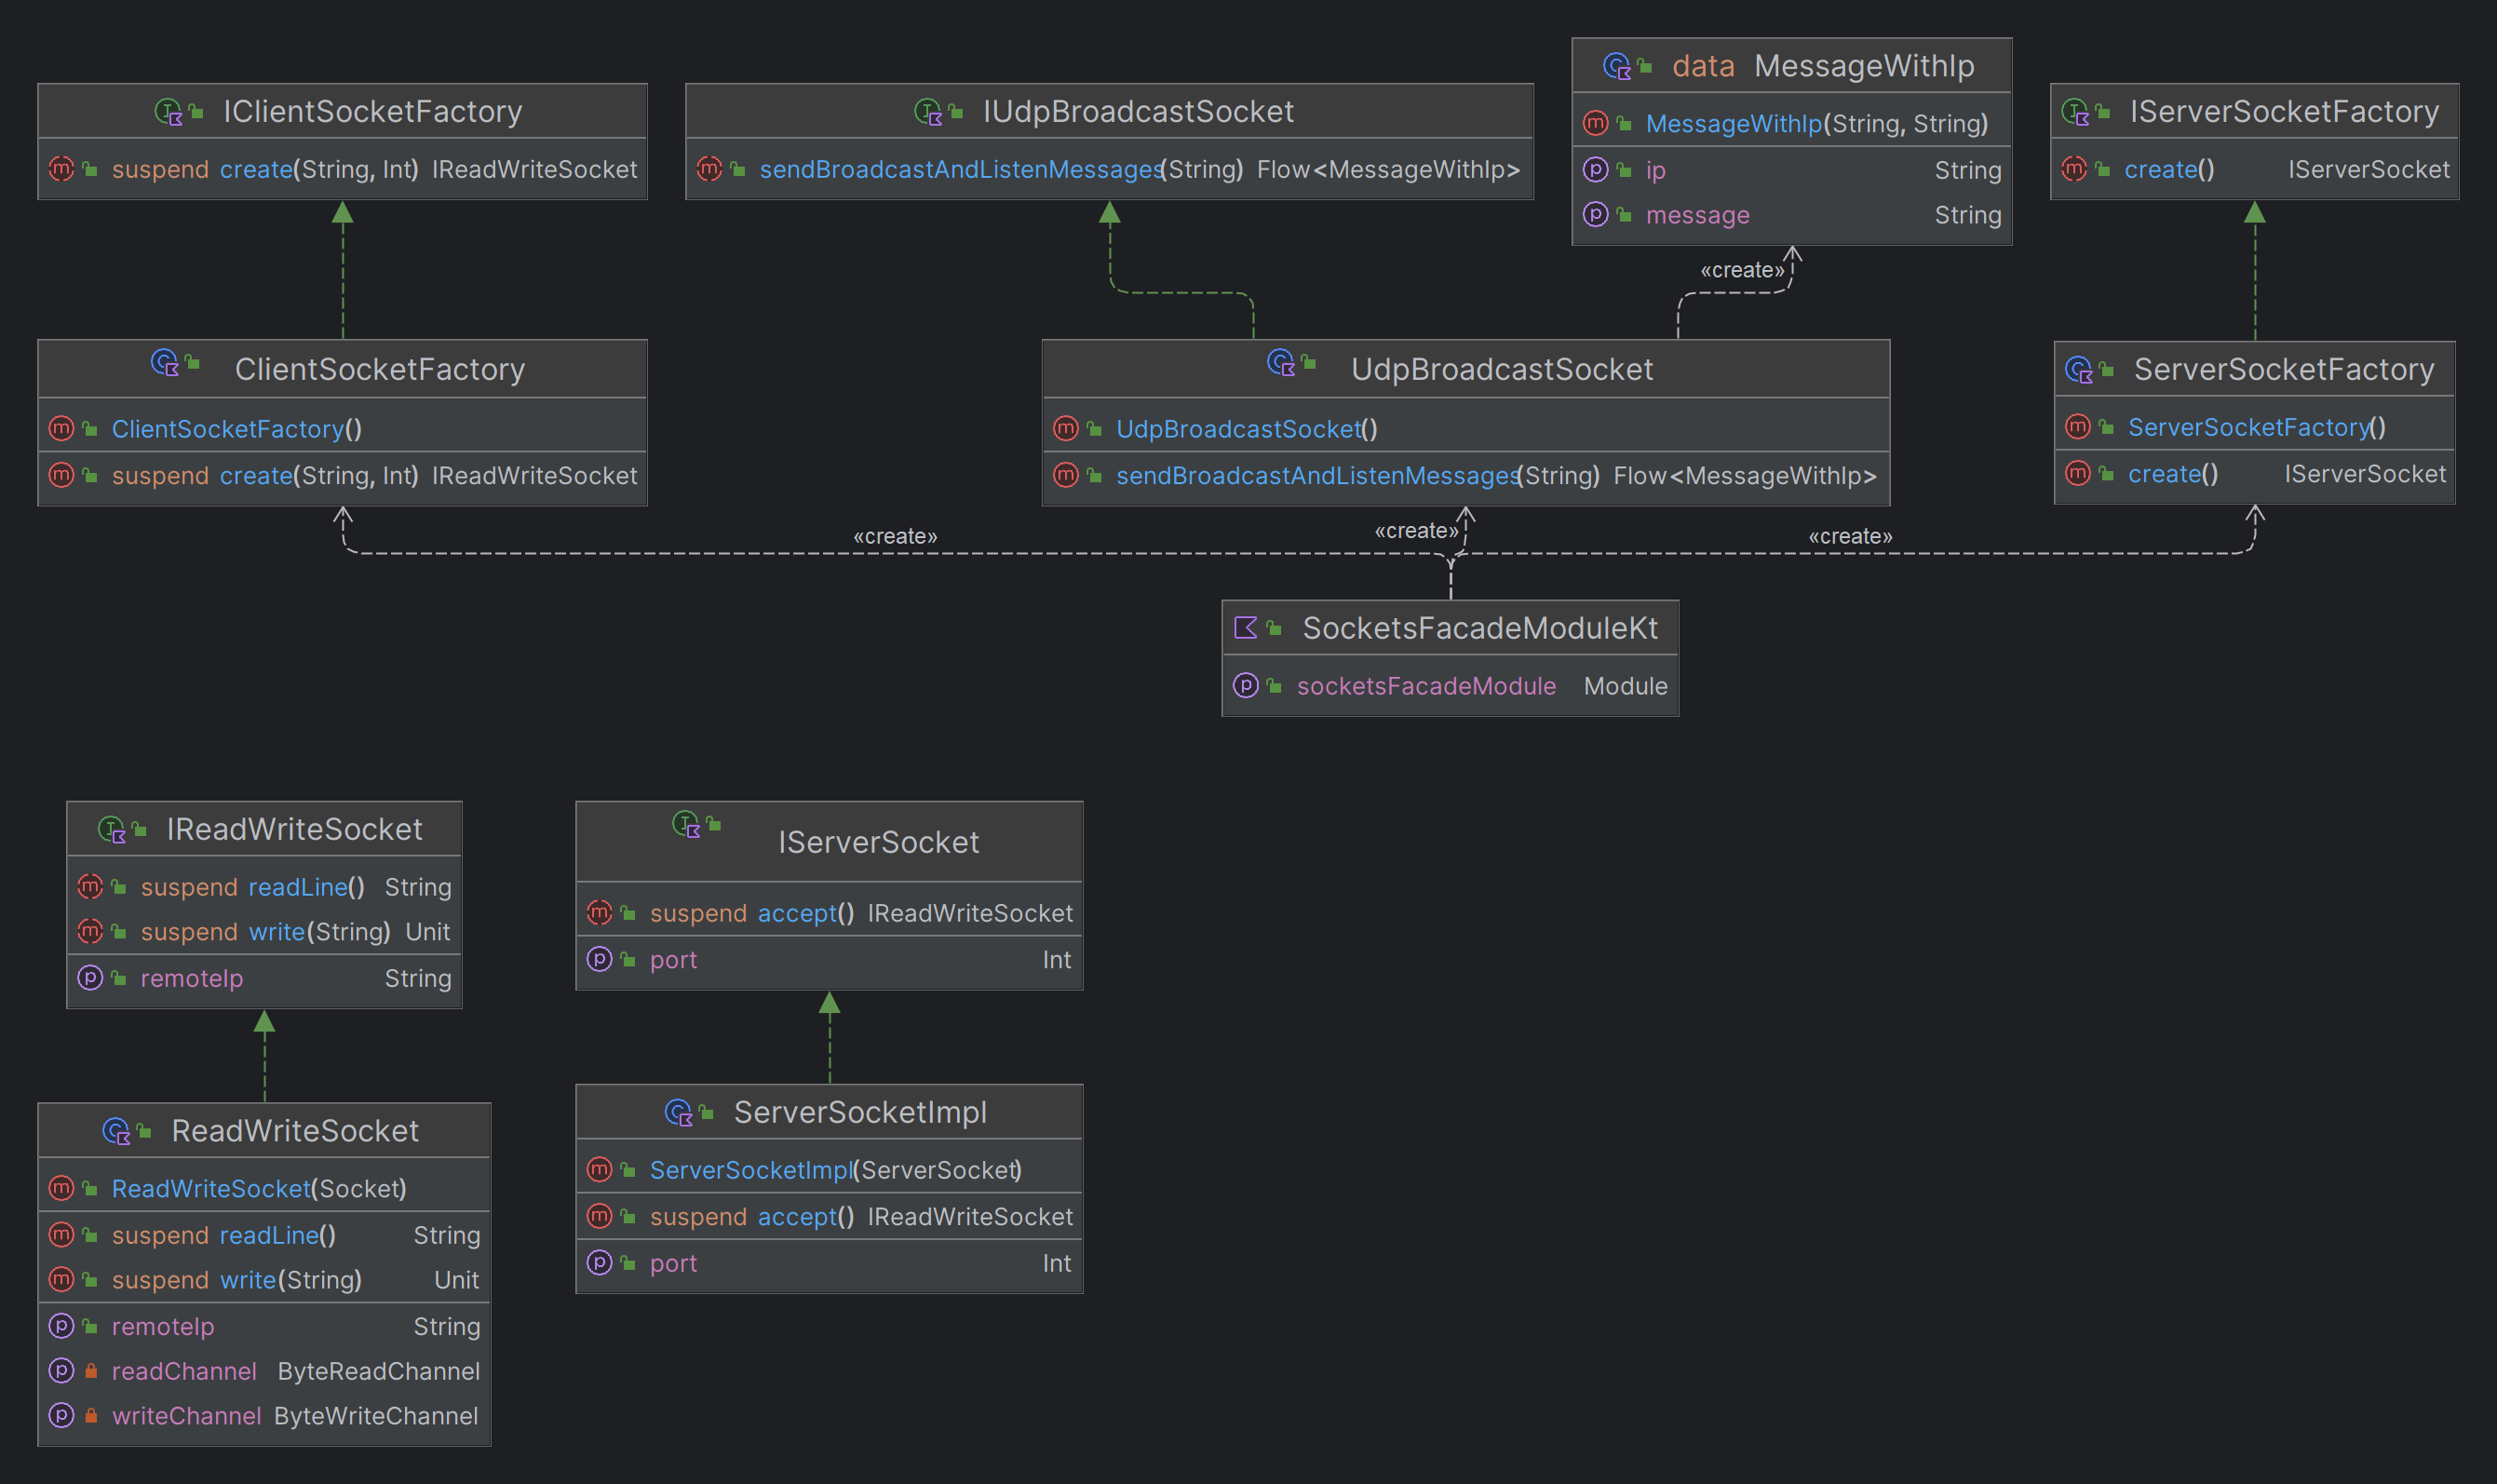 IClientSocketFactory
suspend create(String, Int) IReadWriteSocket
IUdpBroadcastSocket
sendBroadcastAndListenMessages(String) Flow<MessageWithIp>
data MessageWithIp
MessageWithIp(String, String)
ip String
message String
IServerSocketFactory
create() IServerSocket
«create»
ClientSocketFactory
ClientSocketFactory()
suspend create(String, Int) IReadWriteSocket
UdpBroadcastSocket
UdpBroadcastSocket()
sendBroadcastAndListenMessages(String) Flow<MessageWithIp>
ServerSocketFactory
ServerSocketFactory()
create() IServerSocket
«create»
«create»
«create»
SocketsFacadeModuleKt
socketsFacadeModule Module
IReadWriteSocket
suspend readLine() String
suspend write(String) Unit
remoteIp String
IServerSocket
suspend accept() IReadWriteSocket
port Int
ReadWriteSocket
ReadWriteSocket(Socket)
suspend readLine() String
suspend write(String) Unit
remoteIp String
readChannel ByteReadChannel
writeChannel ByteWriteChannel
ServerSocketImpl
ServerSocketImpl(ServerSocket)
suspend accept() IReadWriteSocket
port Int